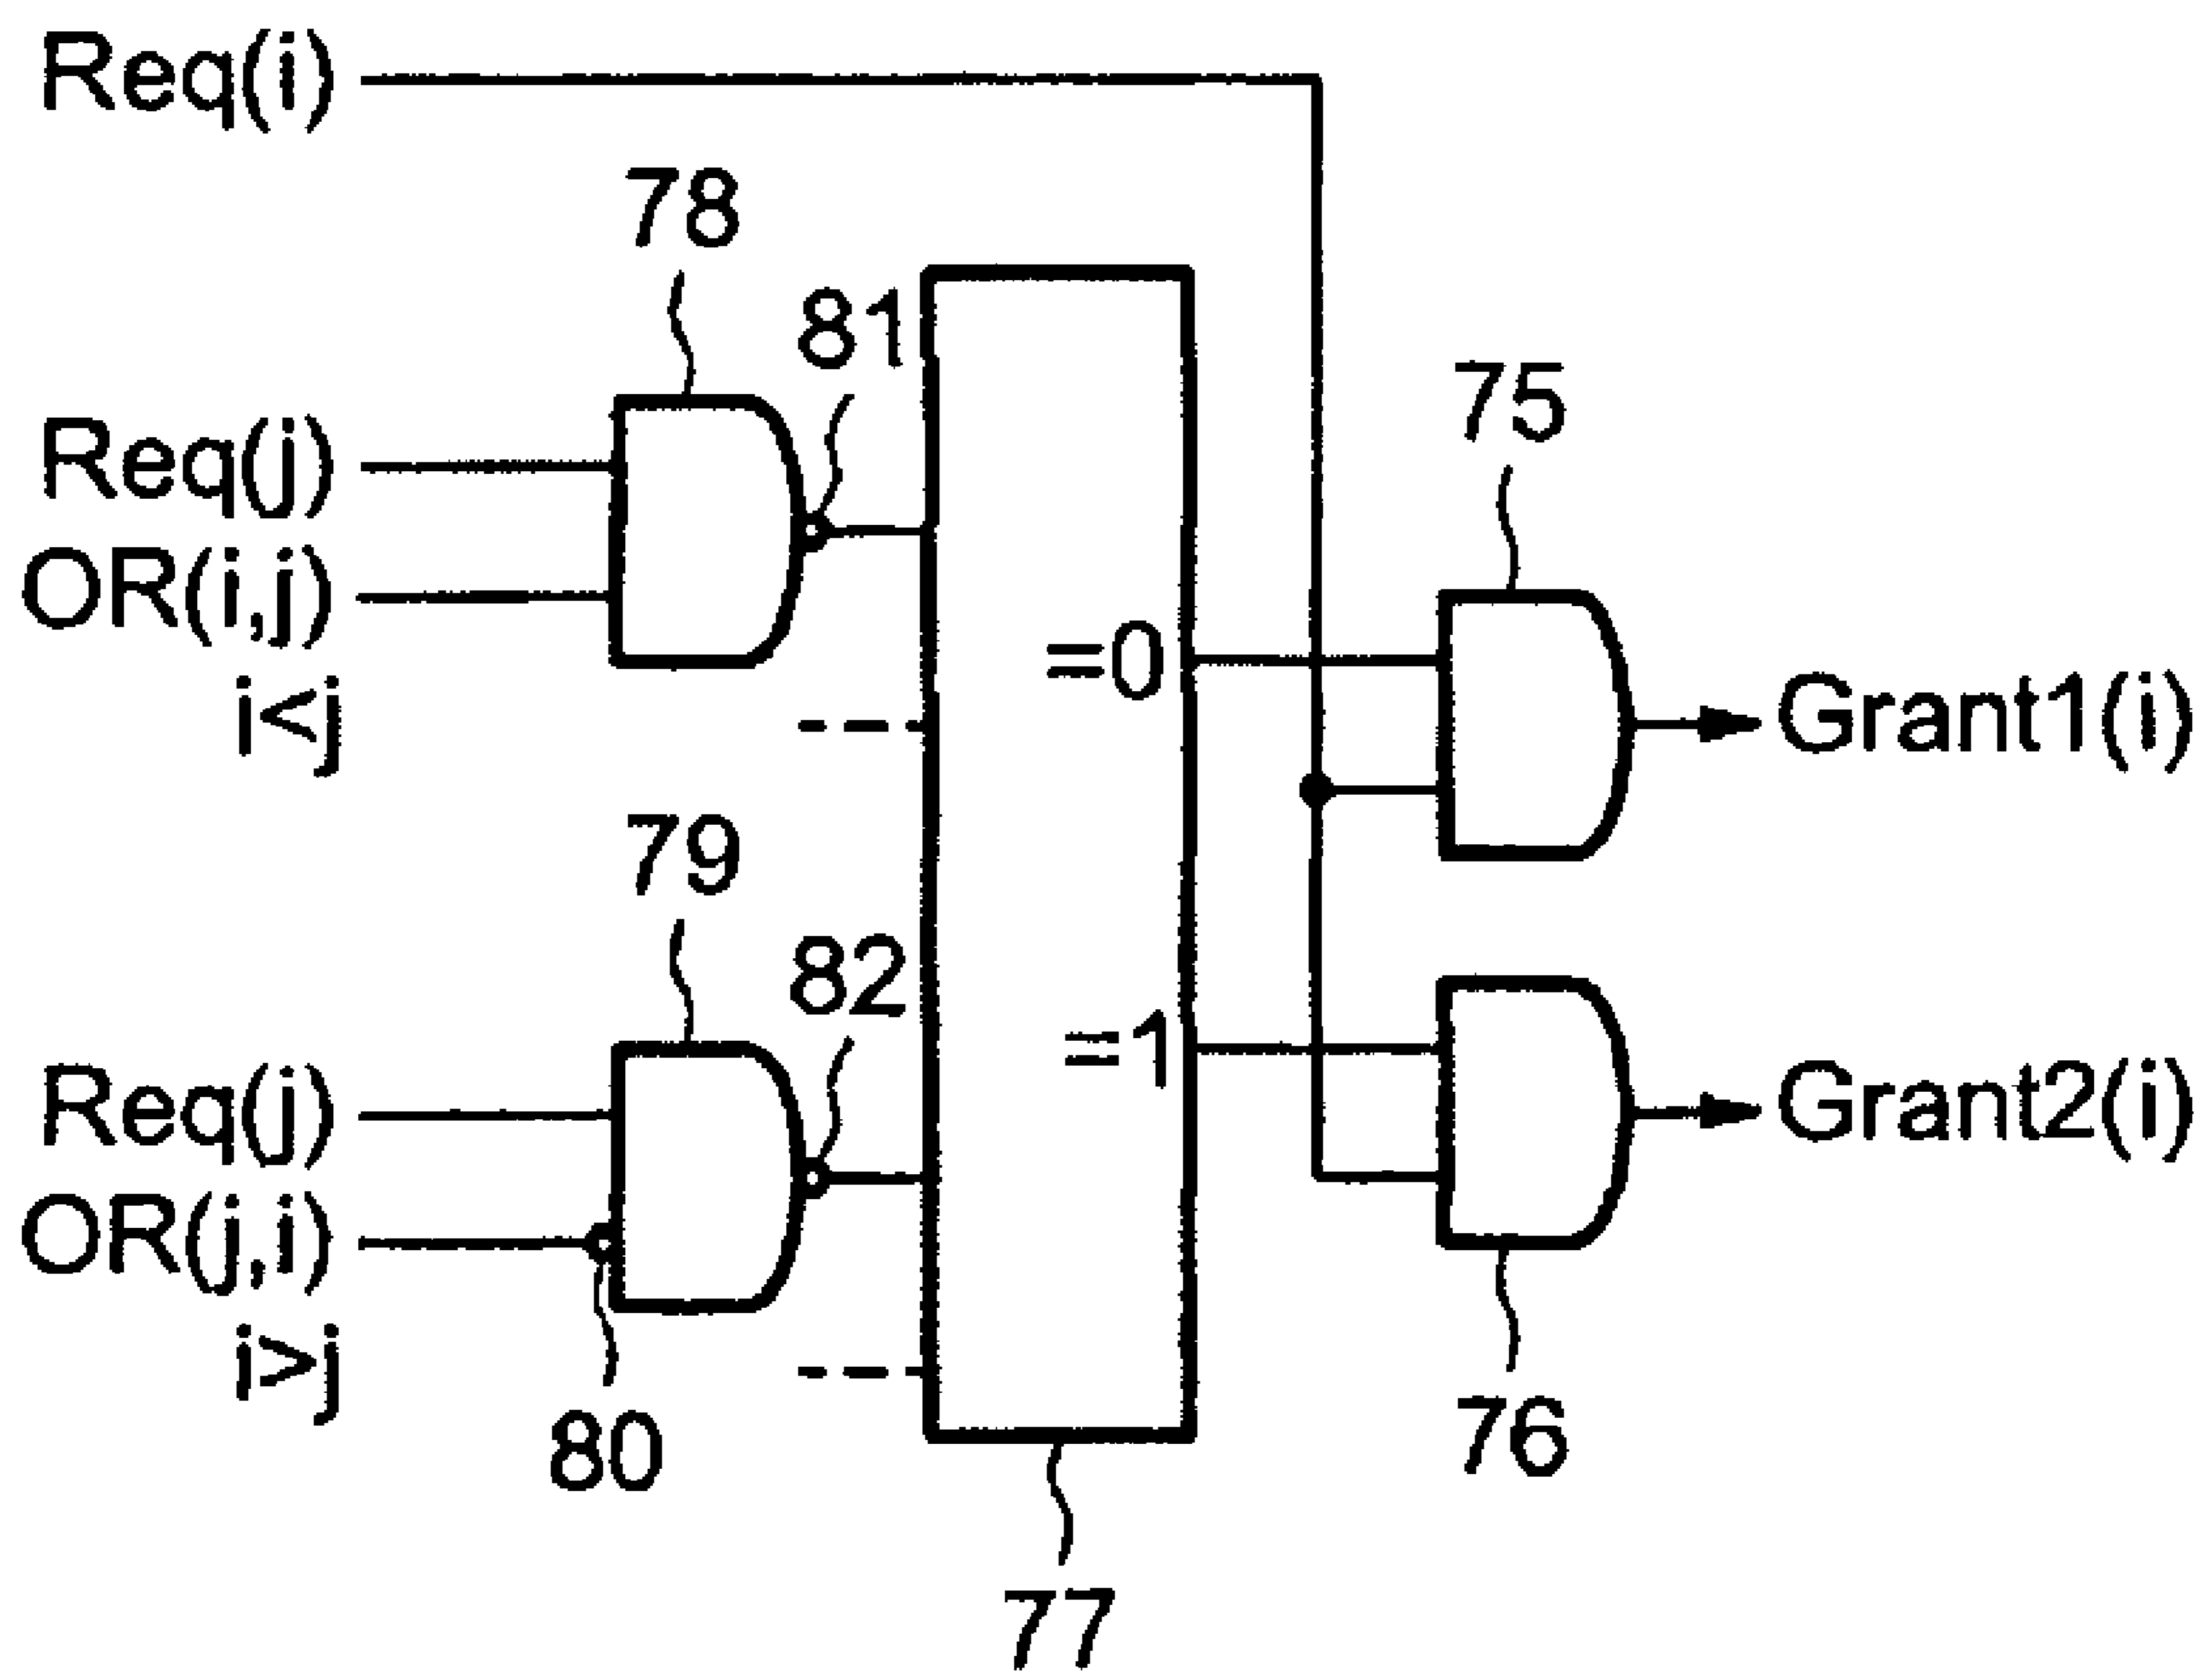 Req(i)
78
81
75
Req(j)
OR(i,j)
i<j
=0
Grant1(i)
79
82
=1
Req(j)
OR(j,i)
i>j
Grant2(i)
80
76
77